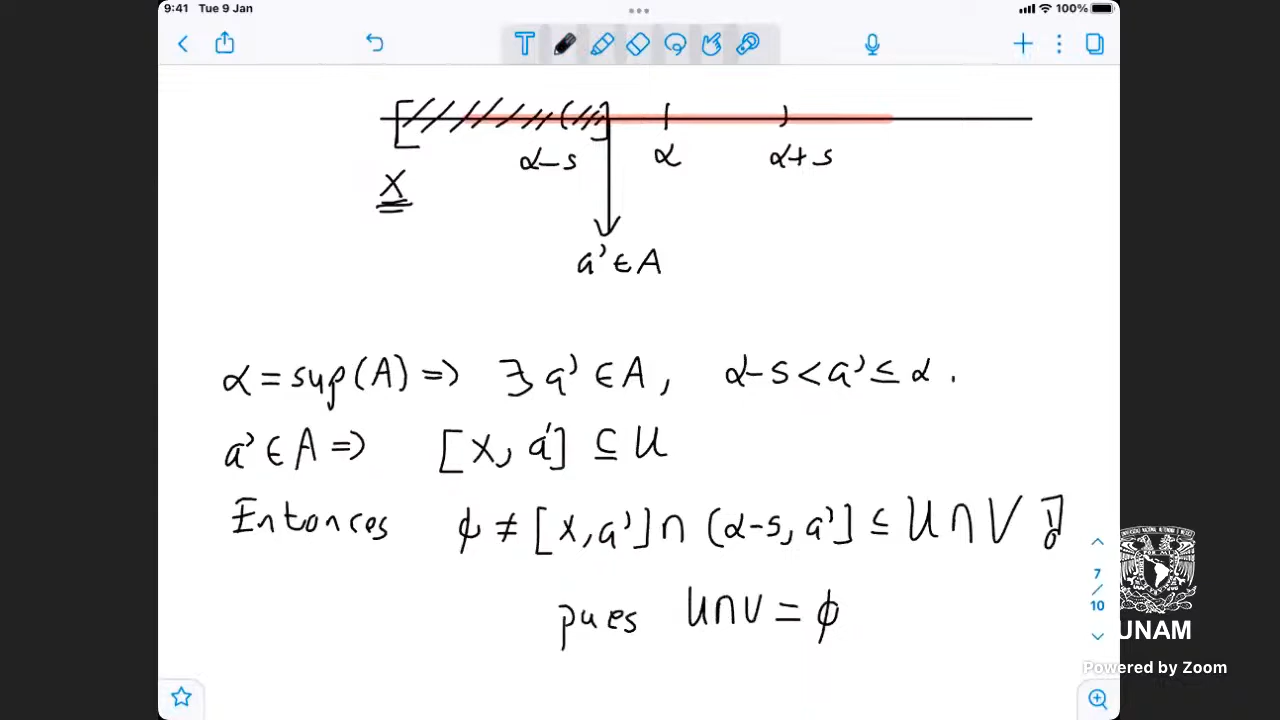 9:41 Tue 9 Jan
100%
T
[ ( ] | )
α-s α α+s
X
a' ∈ A
α = sup(A) => ∃ a' ∈ A, α-s < a' ≤ α.
a' ∈ A => [x, a'] ⊆ U
Entonces ϕ ≠ [x, a'] ∩ (α-s, a'] ⊆ U ∩ V !
pues U∩V = ϕ
7
/
10
UNAM
Powered by Zoom